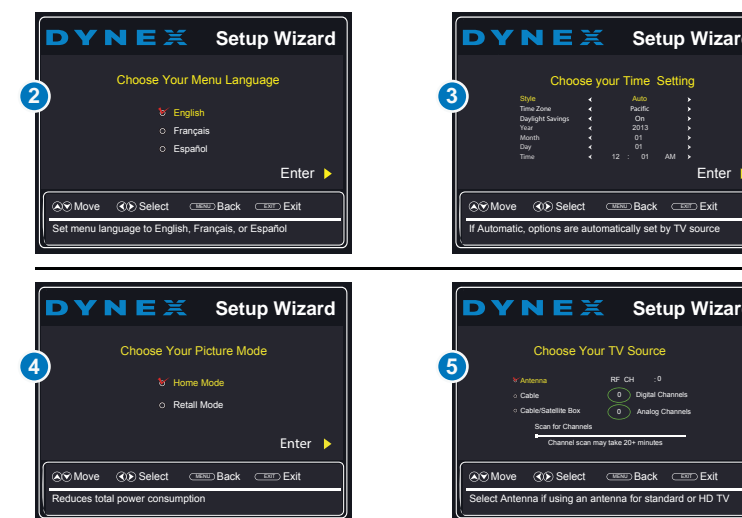 DYNEX Setup Wizard
Choose Your Menu Language
2
English
Français
Español
Enter
Move Select MENU Back EXIT Exit
Set menu language to English, Français, or Español
DYNEX Setup Wizar
Choose your Time Setting
3
Style Auto
Time Zone Pacific
Daylight Savings On
Year 2013
Month 01
Day 01
Time 12 : 01 AM
Enter
Move Select MENU Back EXIT Exit
If Automatic, options are automatically set by TV source
DYNEX Setup Wizard
Choose Your Picture Mode
4
Home Mode
Retall Mode
Enter
Move Select MENU Back EXIT Exit
Reduces total power consumption
DYNEX Setup Wizar
Choose Your TV Source
5
Antenna RF CH :0
Cable 0 Digital Channels
Cable/Satellite Box 0 Analog Channels
Scan for Channels
Channel scan may take 20+ minutes
Move Select MENU Back EXIT Exit
Select Antenna if using an antenna for standard or HD TV